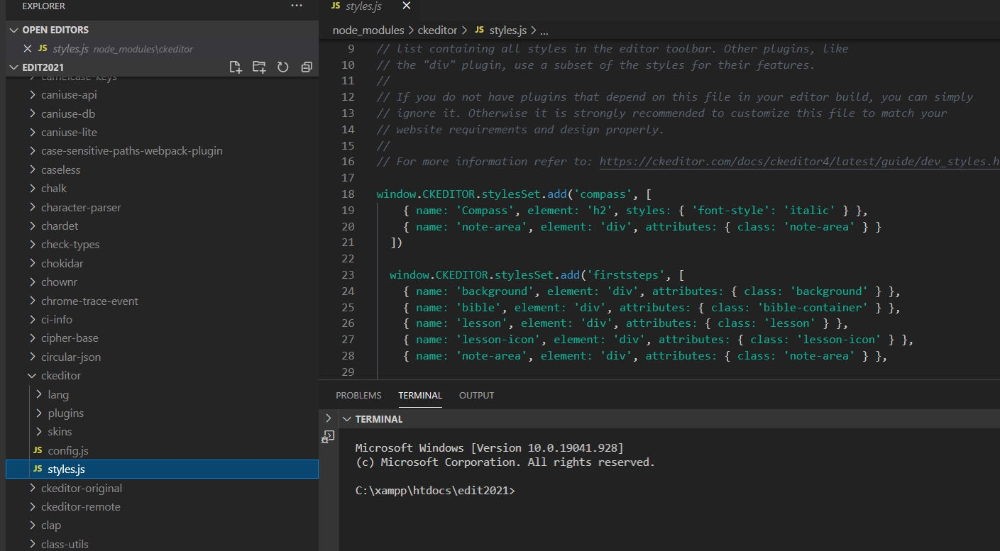 EXPLORER
OPEN EDITORS
JS styles.js node_modules\ckeditor
EDIT2021
camelcase-keys
caniuse-api
caniuse-db
caniuse-lite
case-sensitive-paths-webpack-plugin
caseless
chalk
character-parser
chardet
check-types
chokidar
chownr
chrome-trace-event
ci-info
cipher-base
circular-json
ckeditor
lang
plugins
skins
JS config.js
JS styles.js
ckeditor-original
ckeditor-remote
clap
class-utils
JS styles.js
node_modules > ckeditor > JS styles.js > ...
9 // list containing all styles in the editor toolbar. Other plugins, like
10 // the "div" plugin, use a subset of the styles for their features.
11 //
12 // If you do not have plugins that depend on this file in your editor build, you can simply
13 // ignore it. Otherwise it is strongly recommended to customize this file to match your
14 // website requirements and design properly.
15 //
16 // For more information refer to: https://ckeditor.com/docs/ckeditor4/latest/guide/dev_styles.h
17
18 window.CKEDITOR.stylesSet.add('compass', [
19 { name: 'Compass', element: 'h2', styles: { 'font-style': 'italic' } },
20 { name: 'note-area', element: 'div', attributes: { class: 'note-area' } }
21 ])
22
23 window.CKEDITOR.stylesSet.add('firststeps', [
24 { name: 'background', element: 'div', attributes: { class: 'background' } },
25 { name: 'bible', element: 'div', attributes: { class: 'bible-container' } },
26 { name: 'lesson', element: 'div', attributes: { class: 'lesson' } },
27 { name: 'lesson-icon', element: 'div', attributes: { class: 'lesson-icon' } },
28 { name: 'note-area', element: 'div', attributes: { class: 'note-area' } },
29
PROBLEMS TERMINAL OUTPUT
TERMINAL
Microsoft Windows [Version 10.0.19041.928]
(c) Microsoft Corporation. All rights reserved.
C:\xampp\htdocs\edit2021>